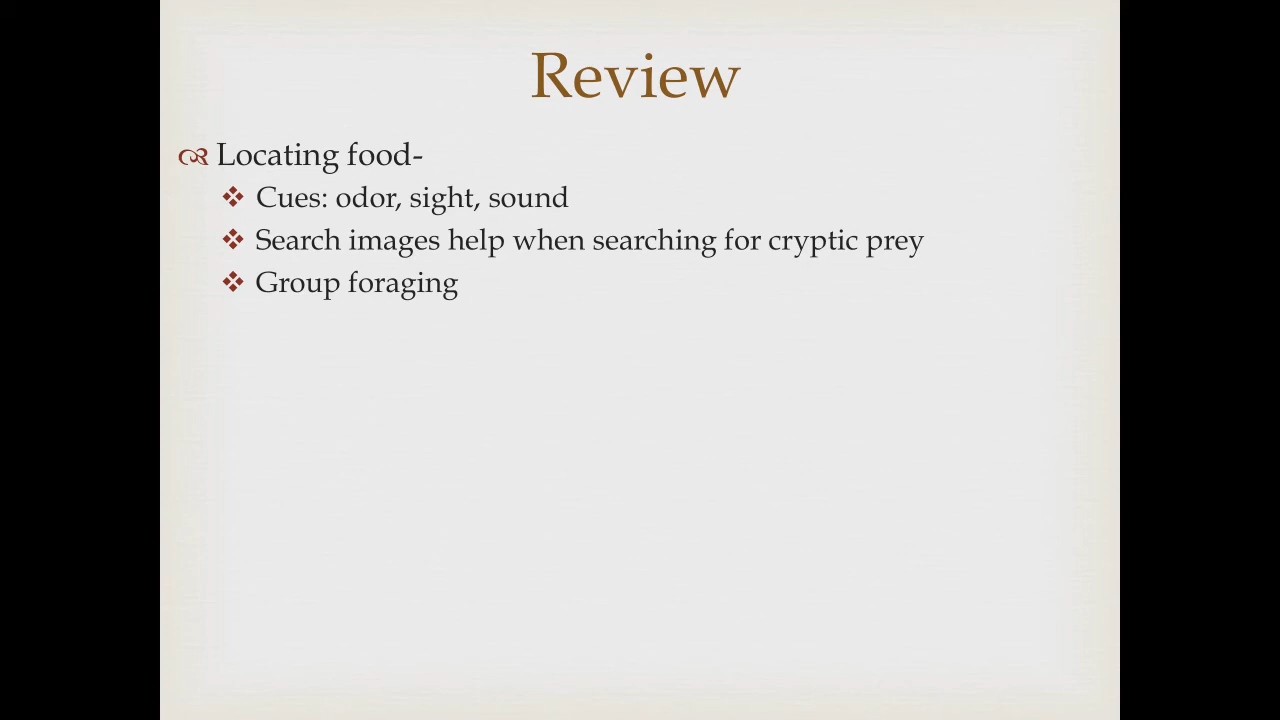 Review
Locating food-
Cues: odor, sight, sound
Search images help when searching for cryptic prey
Group foraging